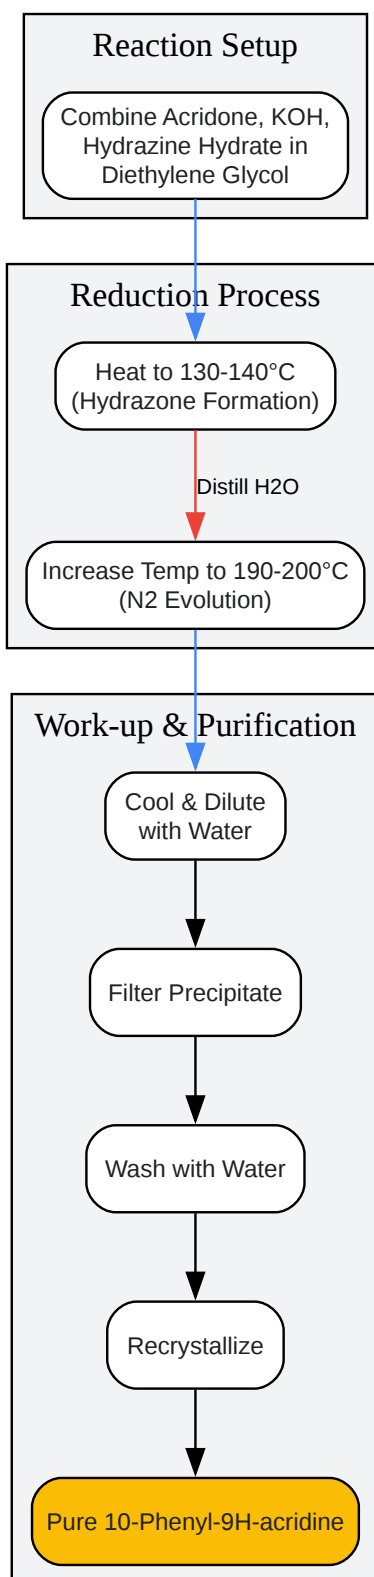 Reaction Setup
Combine Acridone, KOH,
Hydrazine Hydrate in
Diethylene Glycol
Reduction Process
Heat to 130-140°C
(Hydrazone Formation)
Distill H2O
Increase Temp to 190-200°C
(N2 Evolution)
Work-up & Purification
Cool & Dilute
with Water
Filter Precipitate
Wash with Water
Recrystallize
Pure 10-Phenyl-9H-acridine